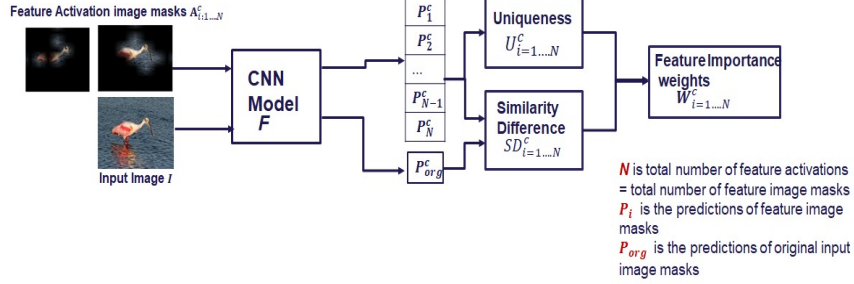 Feature Activation image masks $A^c_{i:1...N}$
CNN
Model
$F$
Input Image $I$
$P^c_1$
$P^c_2$
...
$P^c_{N-1}$
$P^c_N$
$P^c_{org}$
Uniqueness
$U^c_{i=1....N}$
Similarity
Difference
$SD^c_{i=1....N}$
Feature Importance
weights
$W^c_{i=1....N}$
N is total number of feature activations
= total number of feature image masks
$P_i$ is the predictions of feature image
masks
$P_{org}$ is the predictions of original input
image masks